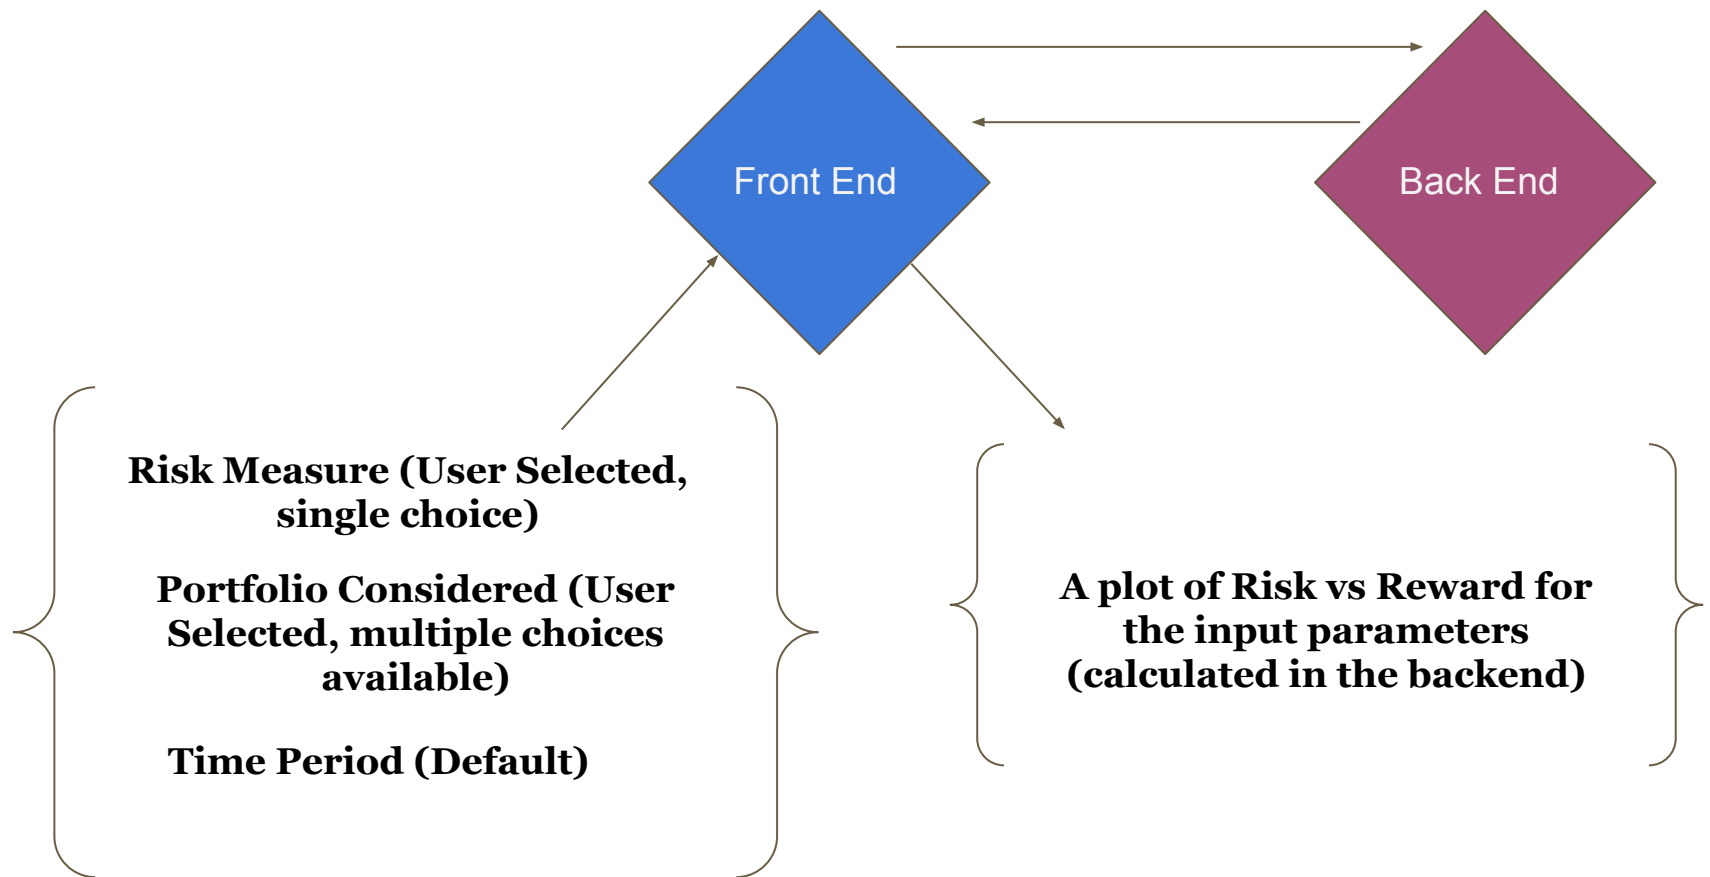 Front End
Back End
Risk Measure (User Selected,
single choice)
Portfolio Considered (User
Selected, multiple choices
available)
Time Period (Default)
A plot of Risk vs Reward for
the input parameters
(calculated in the backend)